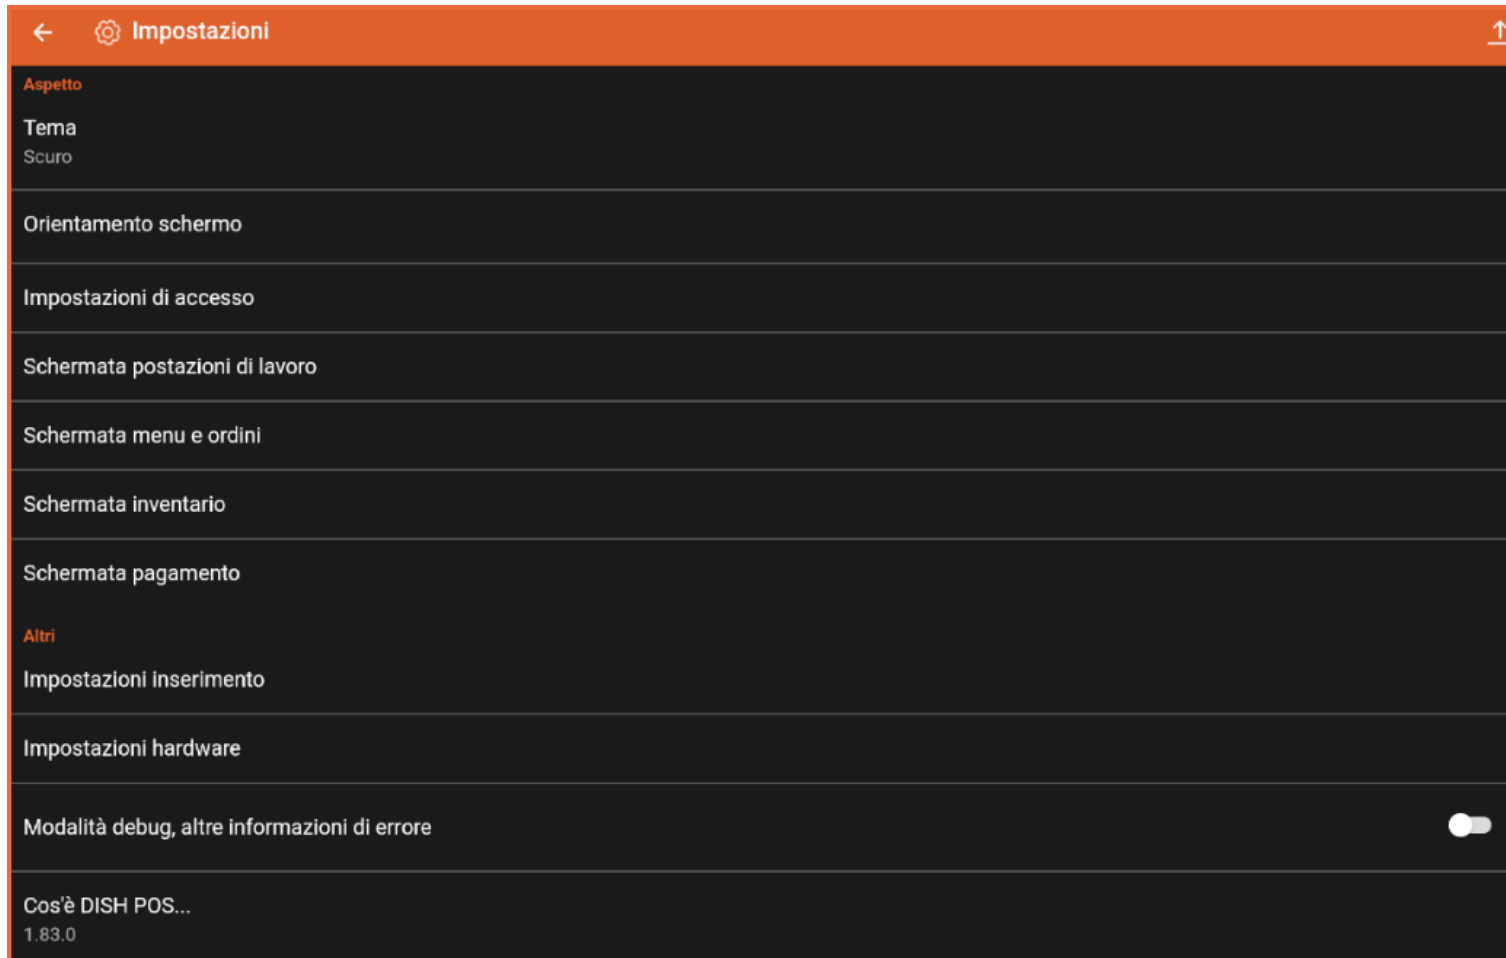 Impostazioni
Aspetto
Tema
Scuro
Orientamento schermo
Impostazioni di accesso
Schermata postazioni di lavoro
Schermata menu e ordini
Schermata inventario
Schermata pagamento
Altri
Impostazioni inserimento
Impostazioni hardware
Modalità debug, altre informazioni di errore
Cos'è DISH POS...
1.83.0